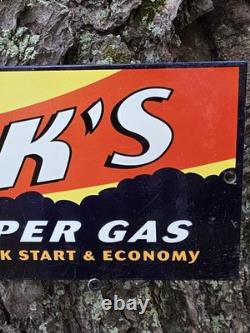 K'S
PER GAS
K START & ECONOMY